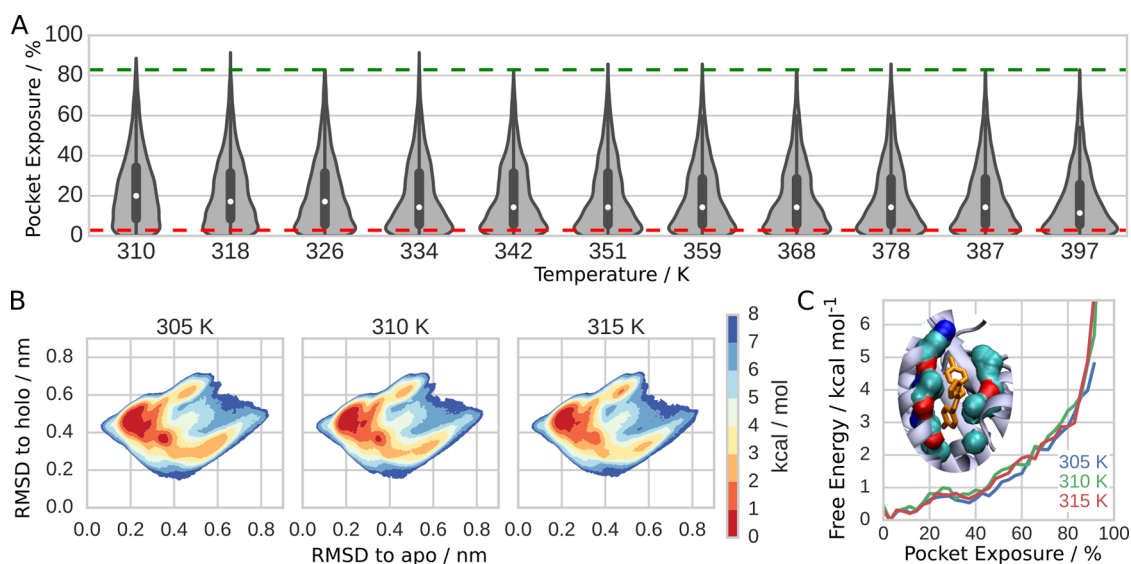 A
Pocket Exposure / %
100
80
60
40
20
0
310 318 326 334 342 351 359 368 378 387 397
Temperature / K
B
305 K 310 K 315 K
RMSD to holo / nm
0.8
0.6
0.4
0.2
0.0
0.0 0.2 0.4 0.6 0.8 0.0 0.2 0.4 0.6 0.8 0.0 0.2 0.4 0.6 0.8
RMSD to apo / nm
8
7
6
5
4
3
2
1
0
kcal / mol
C
Free Energy / kcal mol⁻¹
6
5
4
3
2
1
0
305 K
310 K
315 K
0 20 40 60 80 100
Pocket Exposure / %